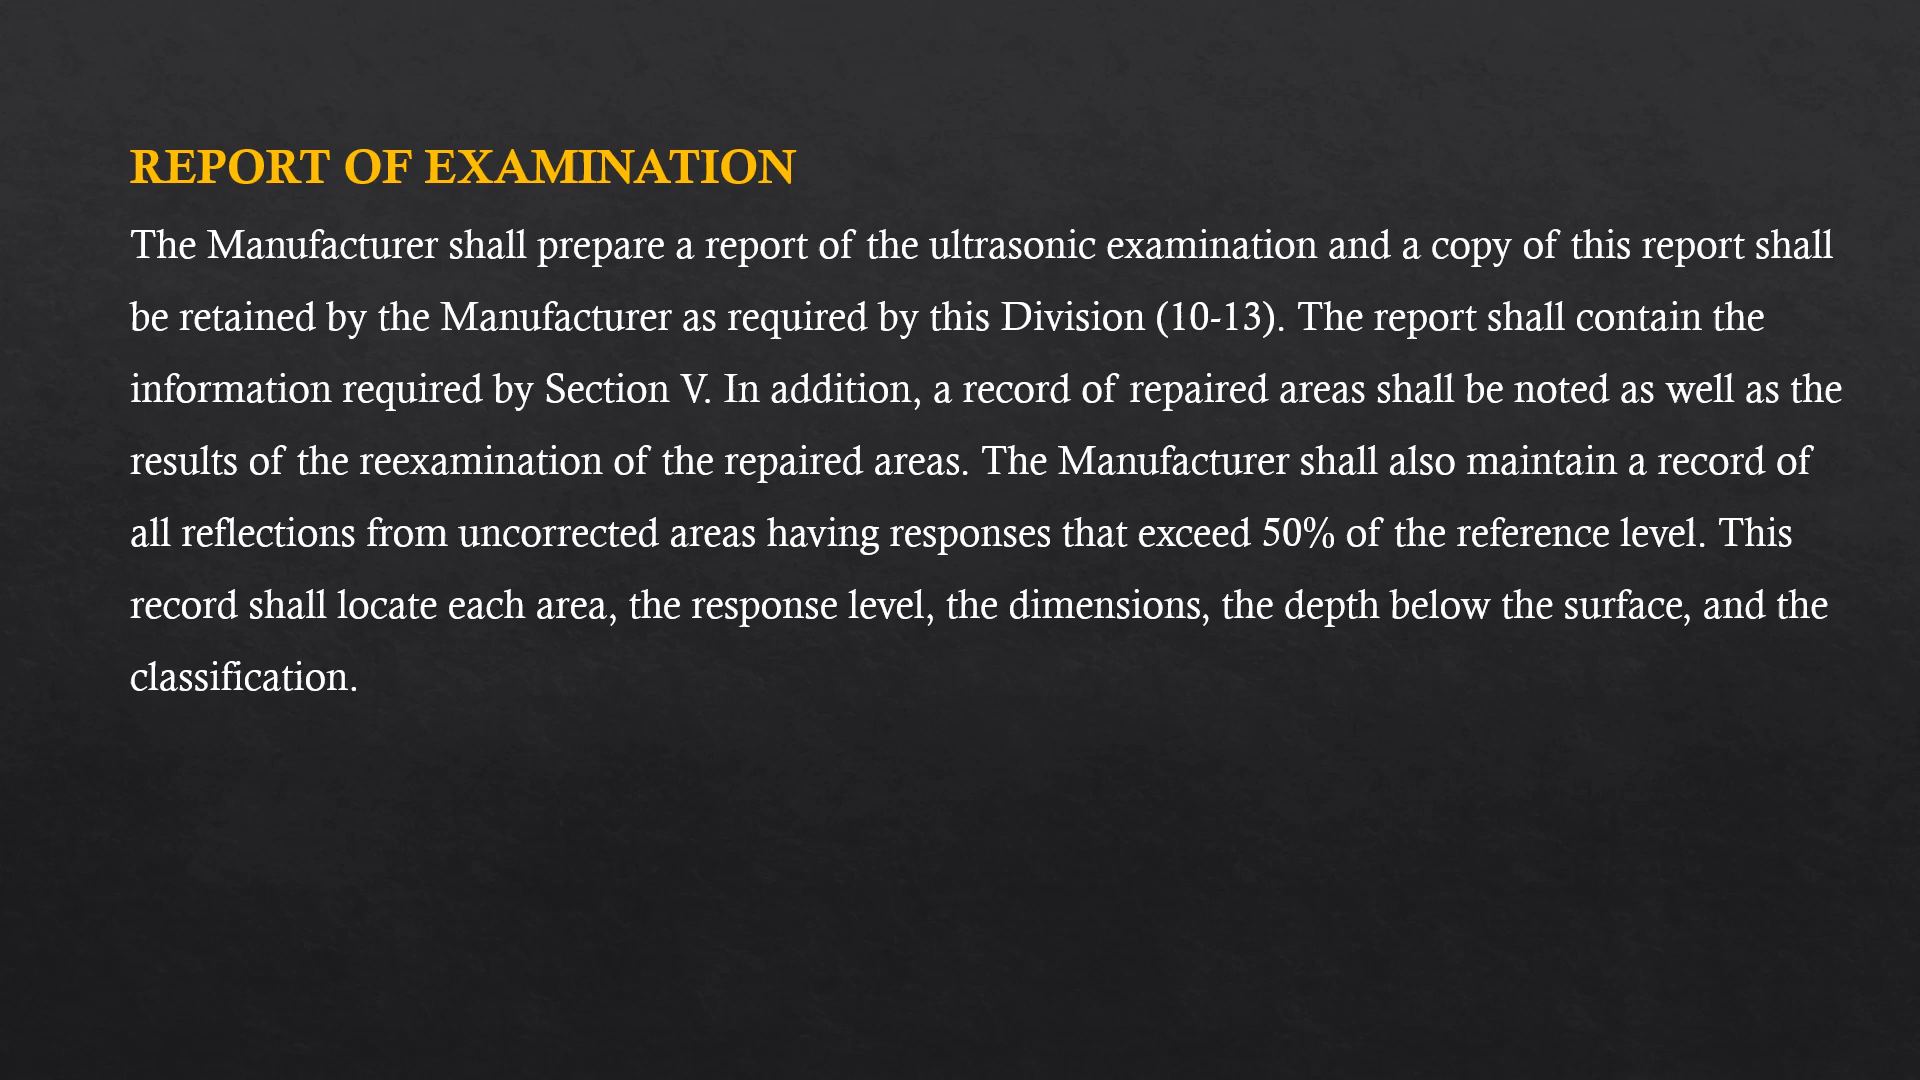 REPORT OF EXAMINATION
The Manufacturer shall prepare a report of the ultrasonic examination and a copy of this report shall
be retained by the Manufacturer as required by this Division (10-13). The report shall contain the
information required by Section V. In addition, a record of repaired areas shall be noted as well as the
results of the reexamination of the repaired areas. The Manufacturer shall also maintain a record of
all reflections from uncorrected areas having responses that exceed 50% of the reference level. This
record shall locate each area, the response level, the dimensions, the depth below the surface, and the
classification.